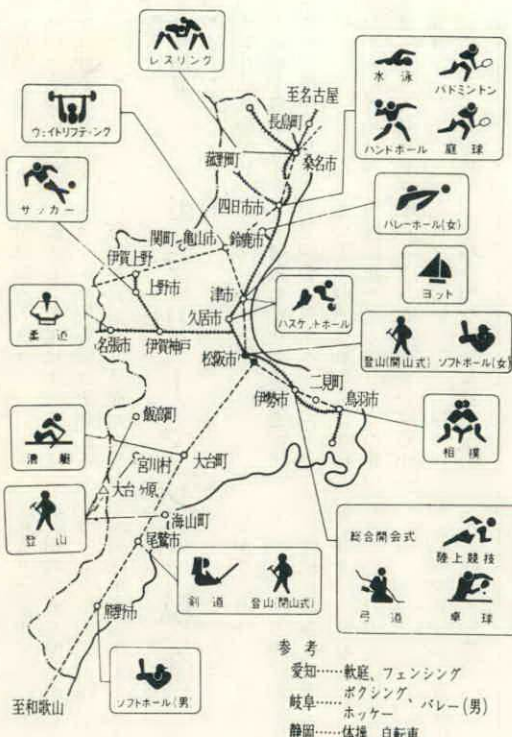 レスリング
水泳
バドミントン
ハンドボール
庭球
至名古屋
長島町
桑名市
菰野町
ウェイトリフティング
四日市市
バレーボール(女)
サッカー
関町
亀山市
鈴鹿市
伊賀上野
上野市
ヨット
津市
久居市
バスケットボール
柔道
名張市
伊賀神戸
松阪市
登山(開山式)
ソフトボール(女)
二見町
伊勢市
鳥羽市
相撲
飯部町
漕艇
宮川村
大台町
大台ヶ原
登山
海山町
尾鷲市
総合開会式
陸上競技
弓道
卓球
剣道
登山(閉山式)
熊野市
ソフトボール(男)
至和歌山
参考
愛知……軟庭、フェンシング
岐阜……ボクシング、ホッケー、バレー(男)
静岡……体操、自転車